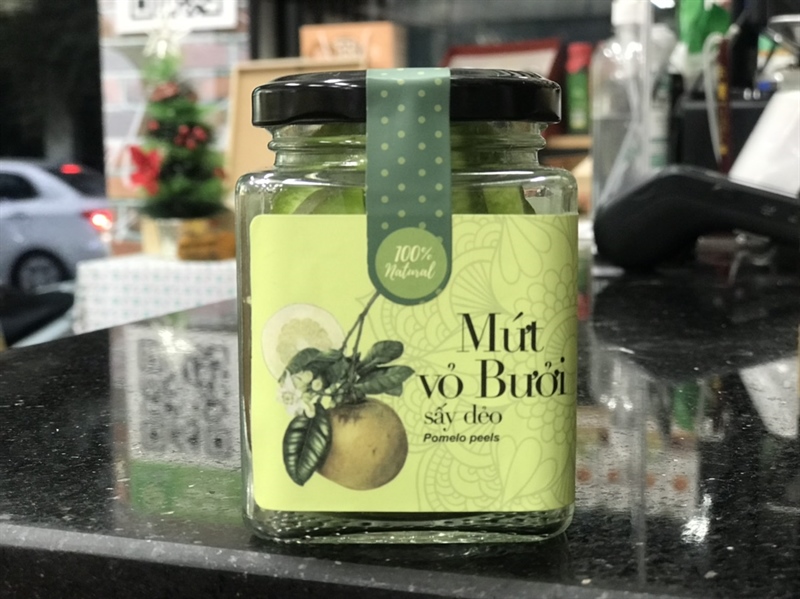 100%
Natural
Mứt
vỏ Bưởi
sấy dẻo
Pomelo peels